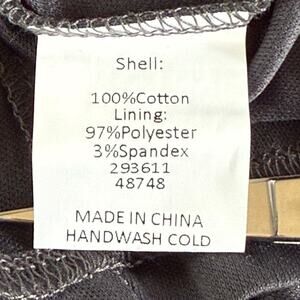 Shell:
100%Cotton
Lining:
97%Polyester
3%Spandex
293611
48748
MADE IN CHINA
HANDWASH COLD